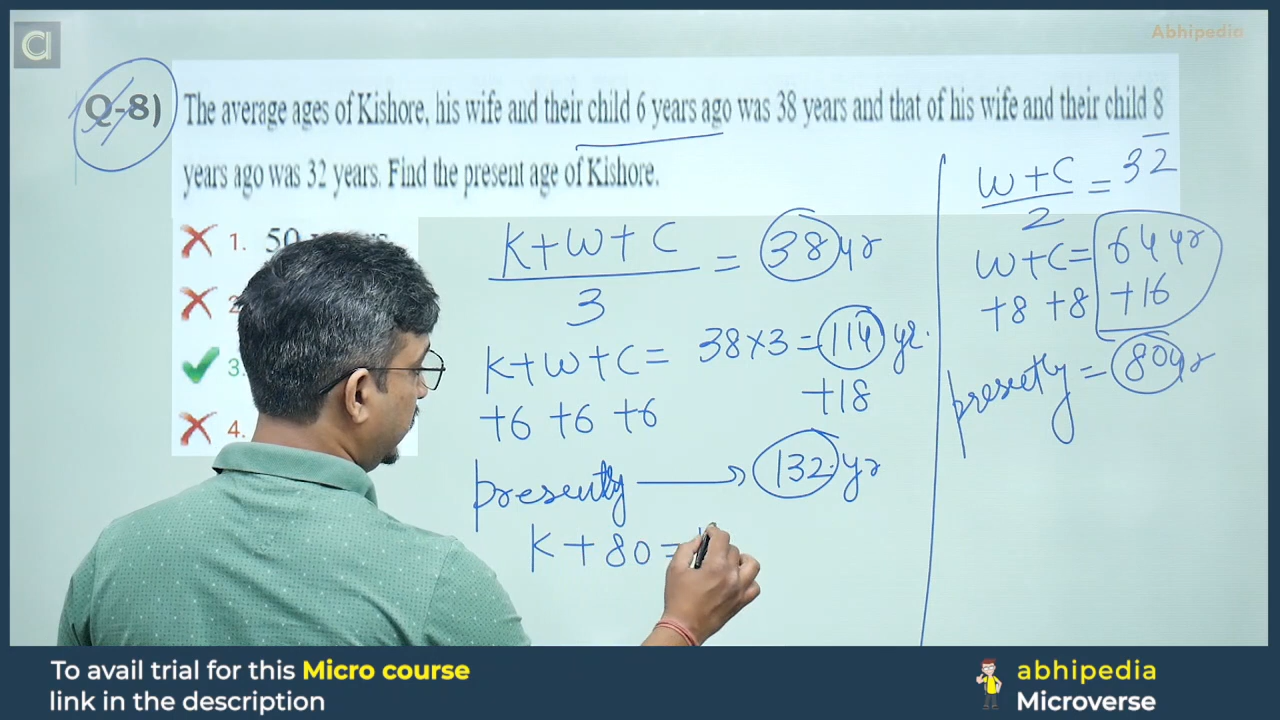 a
Abhipedia
Q-8) The average ages of Kishore, his wife and their child 6 years ago was 38 years and that of his wife and their child 8
years ago was 32 years. Find the present age of Kishore.
1. 50
2
3.
4.
K+W+C
3
= 38 yr
K+W+C = 38×3 = 114 yr.
+6 +6 +6 +18
presently → 132 yr
K + 80 =
W+C
2
= 32
W+C = 64 yr
+8 +8 +16
presently = 80 yr
To avail trial for this Micro course
link in the description
abhipedia
Microverse